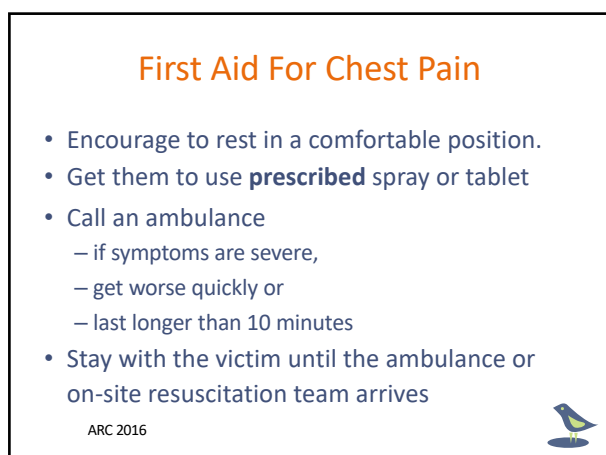 First Aid For Chest Pain
• Encourage to rest in a comfortable position.
• Get them to use prescribed spray or tablet
• Call an ambulance
– if symptoms are severe,
– get worse quickly or
– last longer than 10 minutes
• Stay with the victim until the ambulance or
on-site resuscitation team arrives
ARC 2016